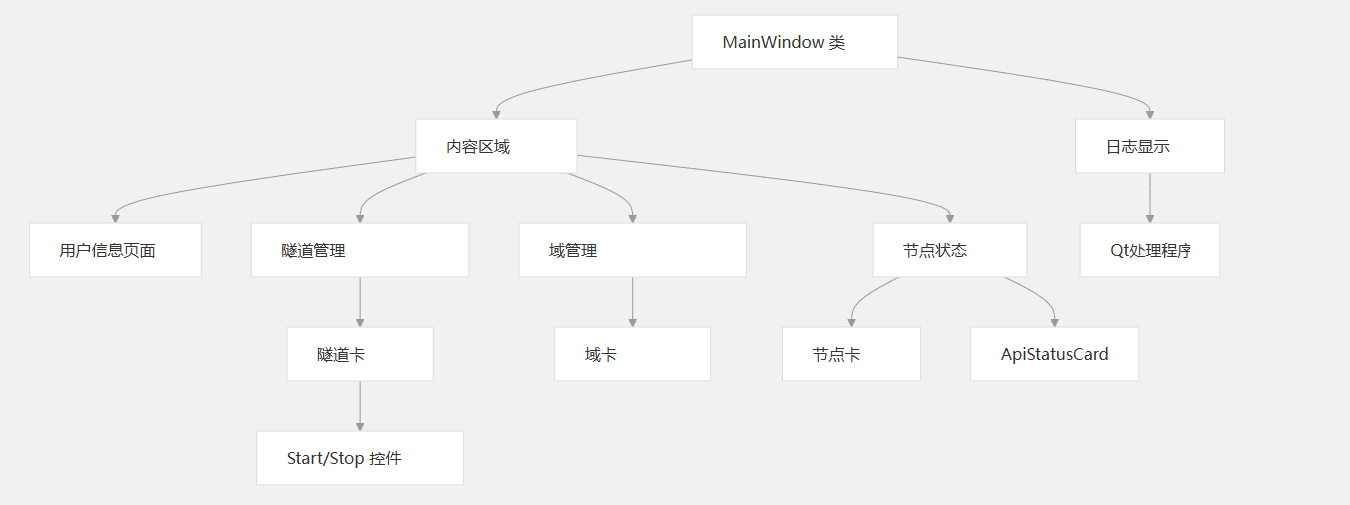 MainWindow 类
内容区域
日志显示
用户信息页面
隧道管理
域管理
节点状态
Qt处理程序
隧道卡
域卡
节点卡
ApiStatusCard
Start/Stop 控件